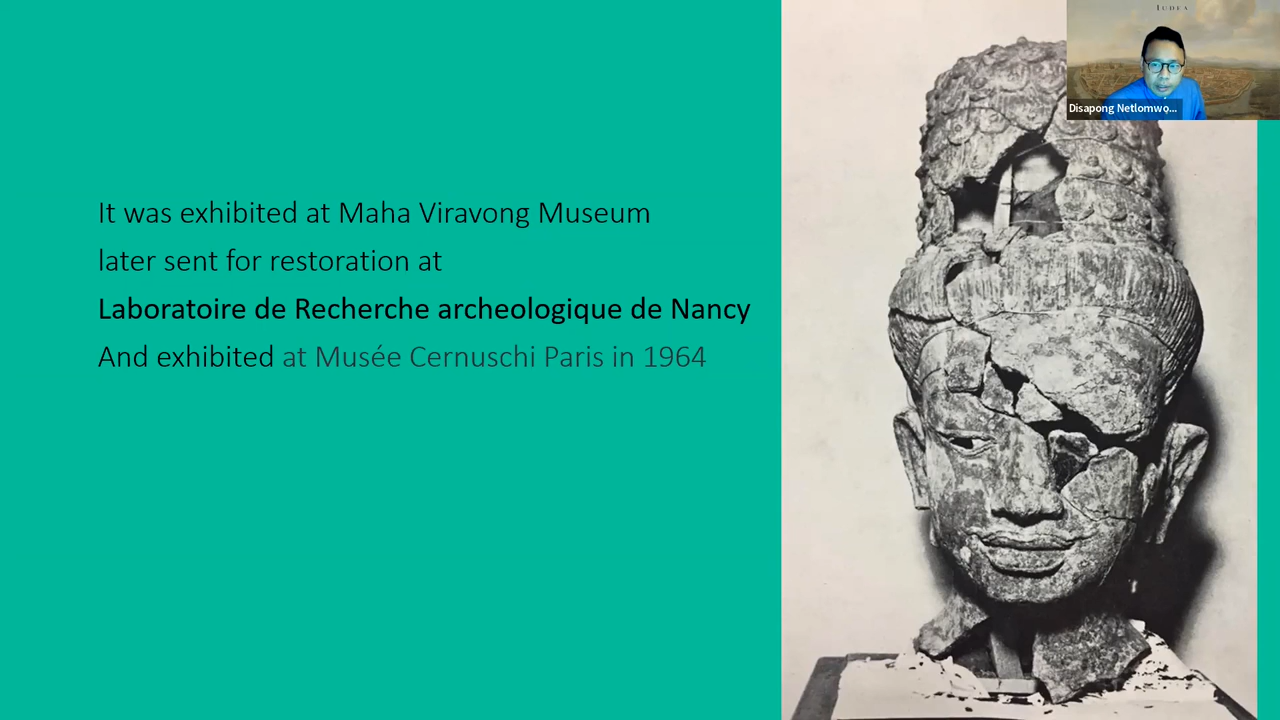 IUDEA
It was exhibited at Maha Viravong Museum
later sent for restoration at
Laboratoire de Recherche archeologique de Nancy
And exhibited at Musée Cernuschi Paris in 1964
Disapong Netlomwo...